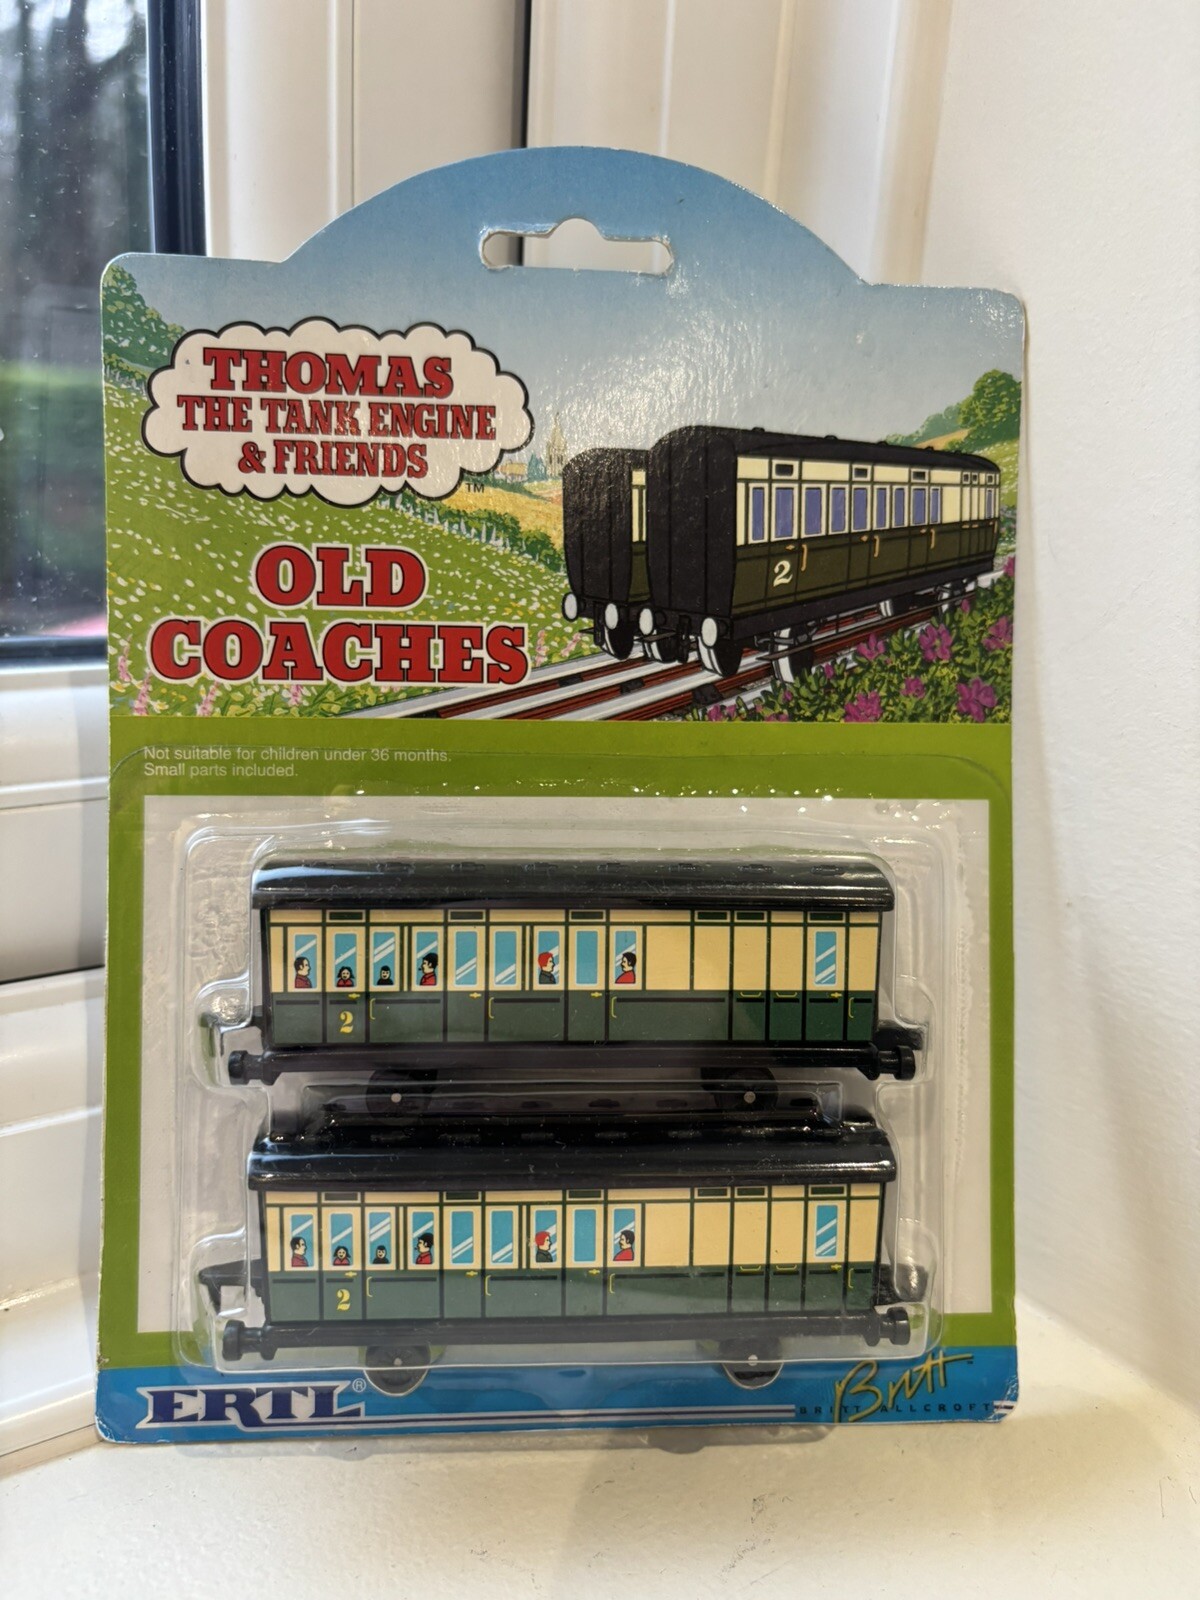 THOMAS
THE TANK ENGINE
& FRIENDS
TM
OLD
COACHES
2
Not suitable for children under 36 months.
Small parts included.
2
2
ERTL®
Britt
BRITT ALLCROFT